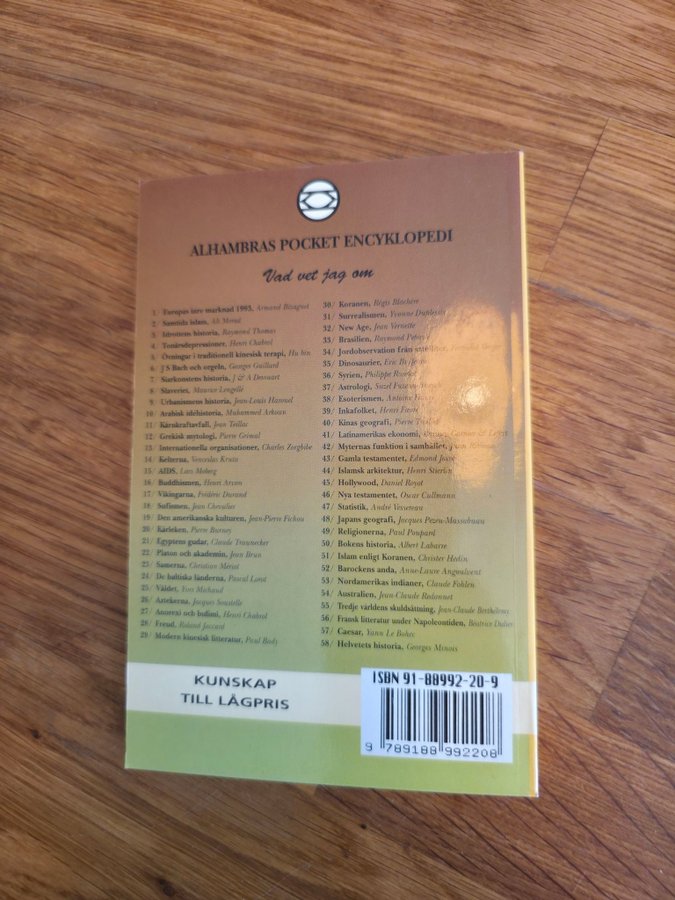 ALHAMBRAS POCKET ENCYKLOPEDI
Vad vet jag om
1 Europas inre marknad 1993, Armand Bizaguet
2/ Samtida islam, Ali Merad
3/ Idrottens historia, Raymond Thomas
4/ Tonårsdepressioner, Henri Chabrol
5/ Övningar i traditionell kinesisk terapi, Hu bin
6/ J S Bach och orgeln, Georges Guillard
7/ Sjärkonstens historia, J & A
8/ Slaveriet, Maurice Lengellé
9/ Urbanismens historia, Jean-Louis Harouel
10/ Arabisk idéhistoria, Muhammed Arkoun
11/ Kärnkraftavfall, Jean Teillac
12/ Grekisk mytologi, Pierre Grimal
13/ Internationella organisationer, Charles Zorgbibe
14/ Kelterna, Venceslas Kruta
15/ AIDS, Lars Moberg
16/ Buddhismen, Henri Arvon
17/ Vikingarna, Frédéric Durand
18/ Sufismen, Jean Chevalier
19/ Den amerikanska kulturen, Jean-Pierre Fichou
20/ Kärleken, Pierre Burney
21/ Egyptens gudar, Claude Traunecker
22/ Platon och akademin, Jean Brun
23/ Samerna, Christian Mériot
24/ De baltiska länderna, Pascal Lorot
25/ Våldet, Yves Michaud
26/ Aztekerna, Jacques Soustelle
27/ Anorexi och bulimi, Henri Chabrol
28/ Freud, Roland Jaccard
29/ Modern kinesisk litteratur, Paul Bady
30/ Koranen, Régis Blachère
31/ Surrealismen, Yvonne Duplessis
32/ New Age, Jean Vernette
33/ Brasilien, Raymond
34/ Jordobservation från satelliter,
35/ Dinosaurier, Eric
36/ Syrien, Philippe
37/ Astrologi, Suzel
38/ Esoterismen, Antoine
39/ Inkafolket, Henri Favre
40/ Kinas geografi, Pierre
41/ Latinamerikas ekonomi,
42/ Myternas funktion i samhället,
43/ Gamla testamentet, Edmond Jacob
44/ Islamsk arkitektur, Henri Stierlin
45/ Hollywood, Daniel Royot
46/ Nya testamentet, Oscar Cullmann
47/ Statistik, André Vessereau
48/ Japans geografi, Jacques Pezeu-Massabuau
49/ Religionerna, Paul Poupard
50/ Bokens historia, Albert Labarre
51/ Islam enligt Koranen, Christer Hedin
52/ Barockens anda, Anne-Laure Angoulvent
53/ Nordamerikas indianer, Claude Fohlen
54/ Australien, Jean-Claude Redonnet
55/ Tredje världens skuldsättning, Jean-Claude Berthélemy
56/ Fransk litteratur under Napoleontiden, Béatrice Didier
57/ Caesar, Yann Le Bohec
58/ Helvetets historia, Georges Minois
KUNSKAP
TILL LÅGPRIS
ISBN 91-88992-20-9
9 789188 992208